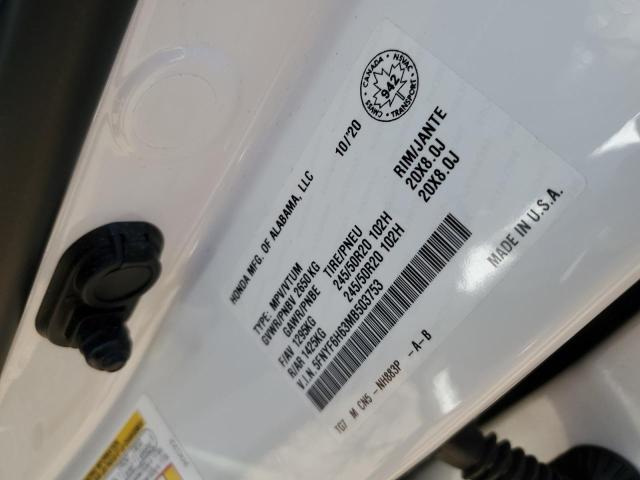 HONDA MFG. OF ALABAMA, LLC 10/20
CANADA
NSVAC
942
CMVSS
TRANSPORT
TYPE: MPV/VTUM
GVWR/PNBV 2650KG
GAWR/PNBE TIRE/PNEU RIM/JANTE
F/AV 1295KG 245/50R20 102H 20X8.0J
R/AR 1425KG 245/50R20 102H 20X8.0J
V.I.N. 5FNYF6H63MB503753
MADE IN U.S.A.
TG7 M CN5 -NH883P -A-B